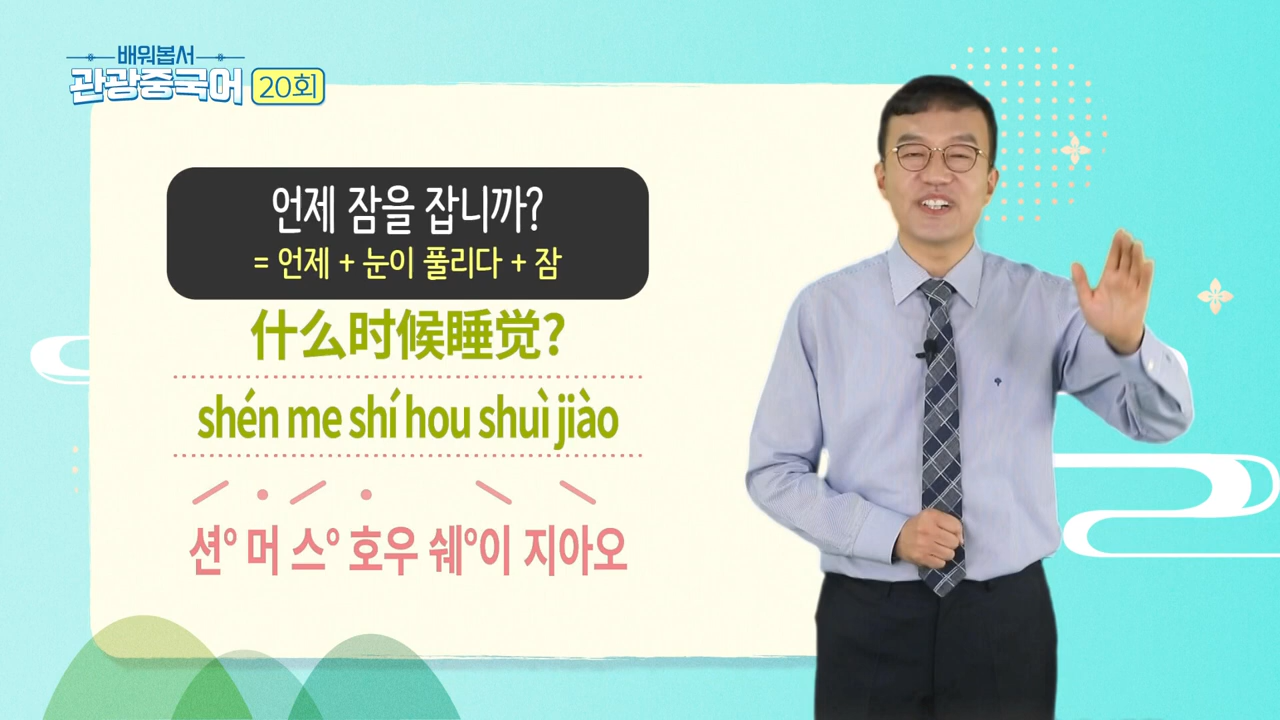 배워봅서
관광중국어 20회
언제 잠을 잡니까?
= 언제 + 눈이 풀리다 + 잠
什么时候睡觉?
shén me shí hou shuì jiào
션° 머 스° 호우 쉐°이 지아오